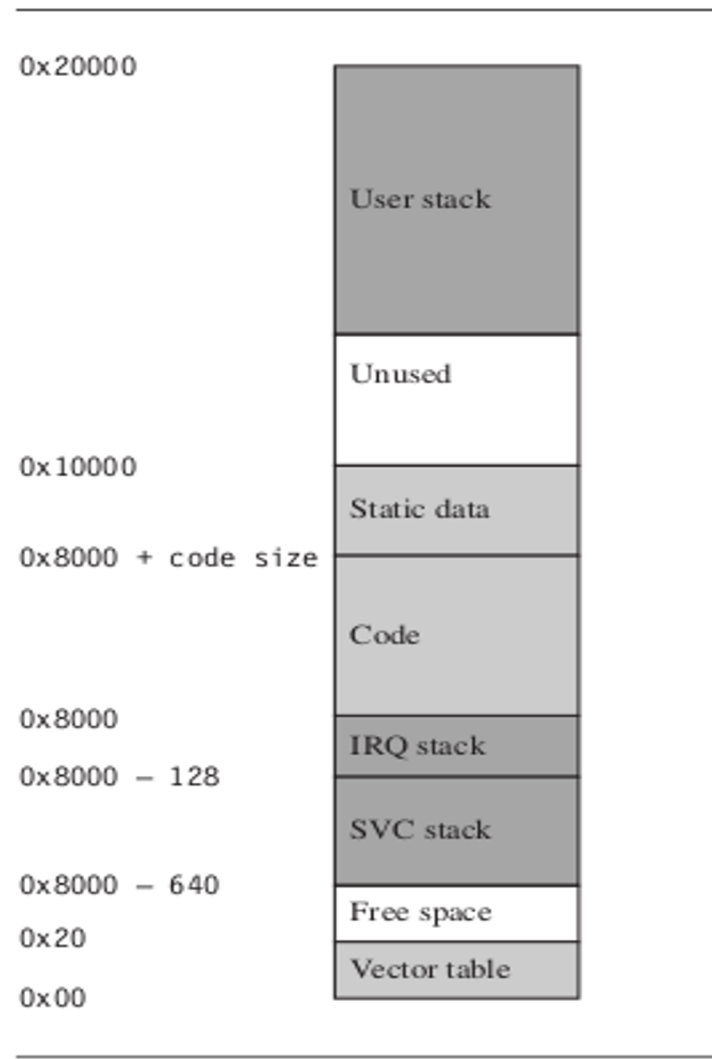 0x20000
User stack
Unused
0x10000
Static data
0x8000 + code size
Code
0x8000
IRQ stack
0x8000 – 128
SVC stack
0x8000 – 640
Free space
0x20
Vector table
0x00